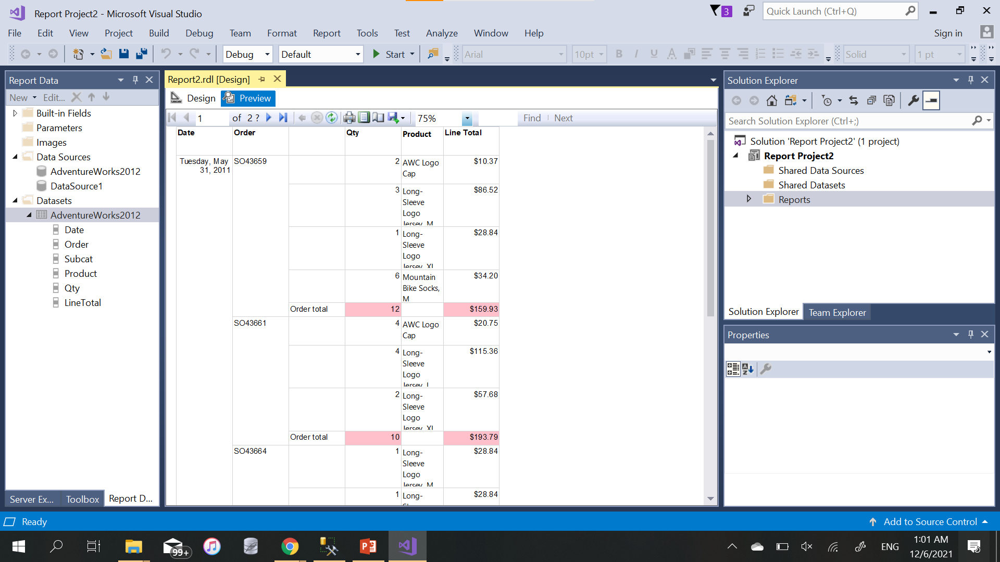 Report Project2 - Microsoft Visual Studio
3
Quick Launch (Ctrl+Q)
File Edit View Project Build Debug Team Format Report Tools Test Analyze Window Help
Sign in
Debug Default Start Arial 10pt B I U A Solid 1 pt
Report Data
New Edit...
Built-in Fields
Parameters
Images
Data Sources
AdventureWorks2012
DataSource1
Datasets
AdventureWorks2012
Date
Order
Subcat
Product
Qty
LineTotal
Server Ex... Toolbox Report D...
Report2.rdl [Design]
Design Preview
1 of 2 ? 75% Find Next
Date Order Qty Product Line Total
Tuesday, May 31, 2011
SO43659 2 AWC Logo Cap $10.37
3 Long-Sleeve Logo Jersey, M $86.52
1 Long-Sleeve Logo Jersey, XL $28.84
6 Mountain Bike Socks, M $34.20
Order total 12 $159.93
SO43661 4 AWC Logo Cap $20.75
4 Long-Sleeve Logo Jersey, L $115.36
2 Long-Sleeve Logo Jersey, XL $57.68
Order total 10 $193.79
SO43664 1 Long-Sleeve Logo Jersey, M $28.84
1 Long- $28.84
Solution Explorer
Search Solution Explorer (Ctrl+;)
Solution 'Report Project2' (1 project)
Report Project2
Shared Data Sources
Shared Datasets
Reports
Solution Explorer Team Explorer
Properties
Ready
Add to Source Control
99+
ENG
1:01 AM
12/6/2021